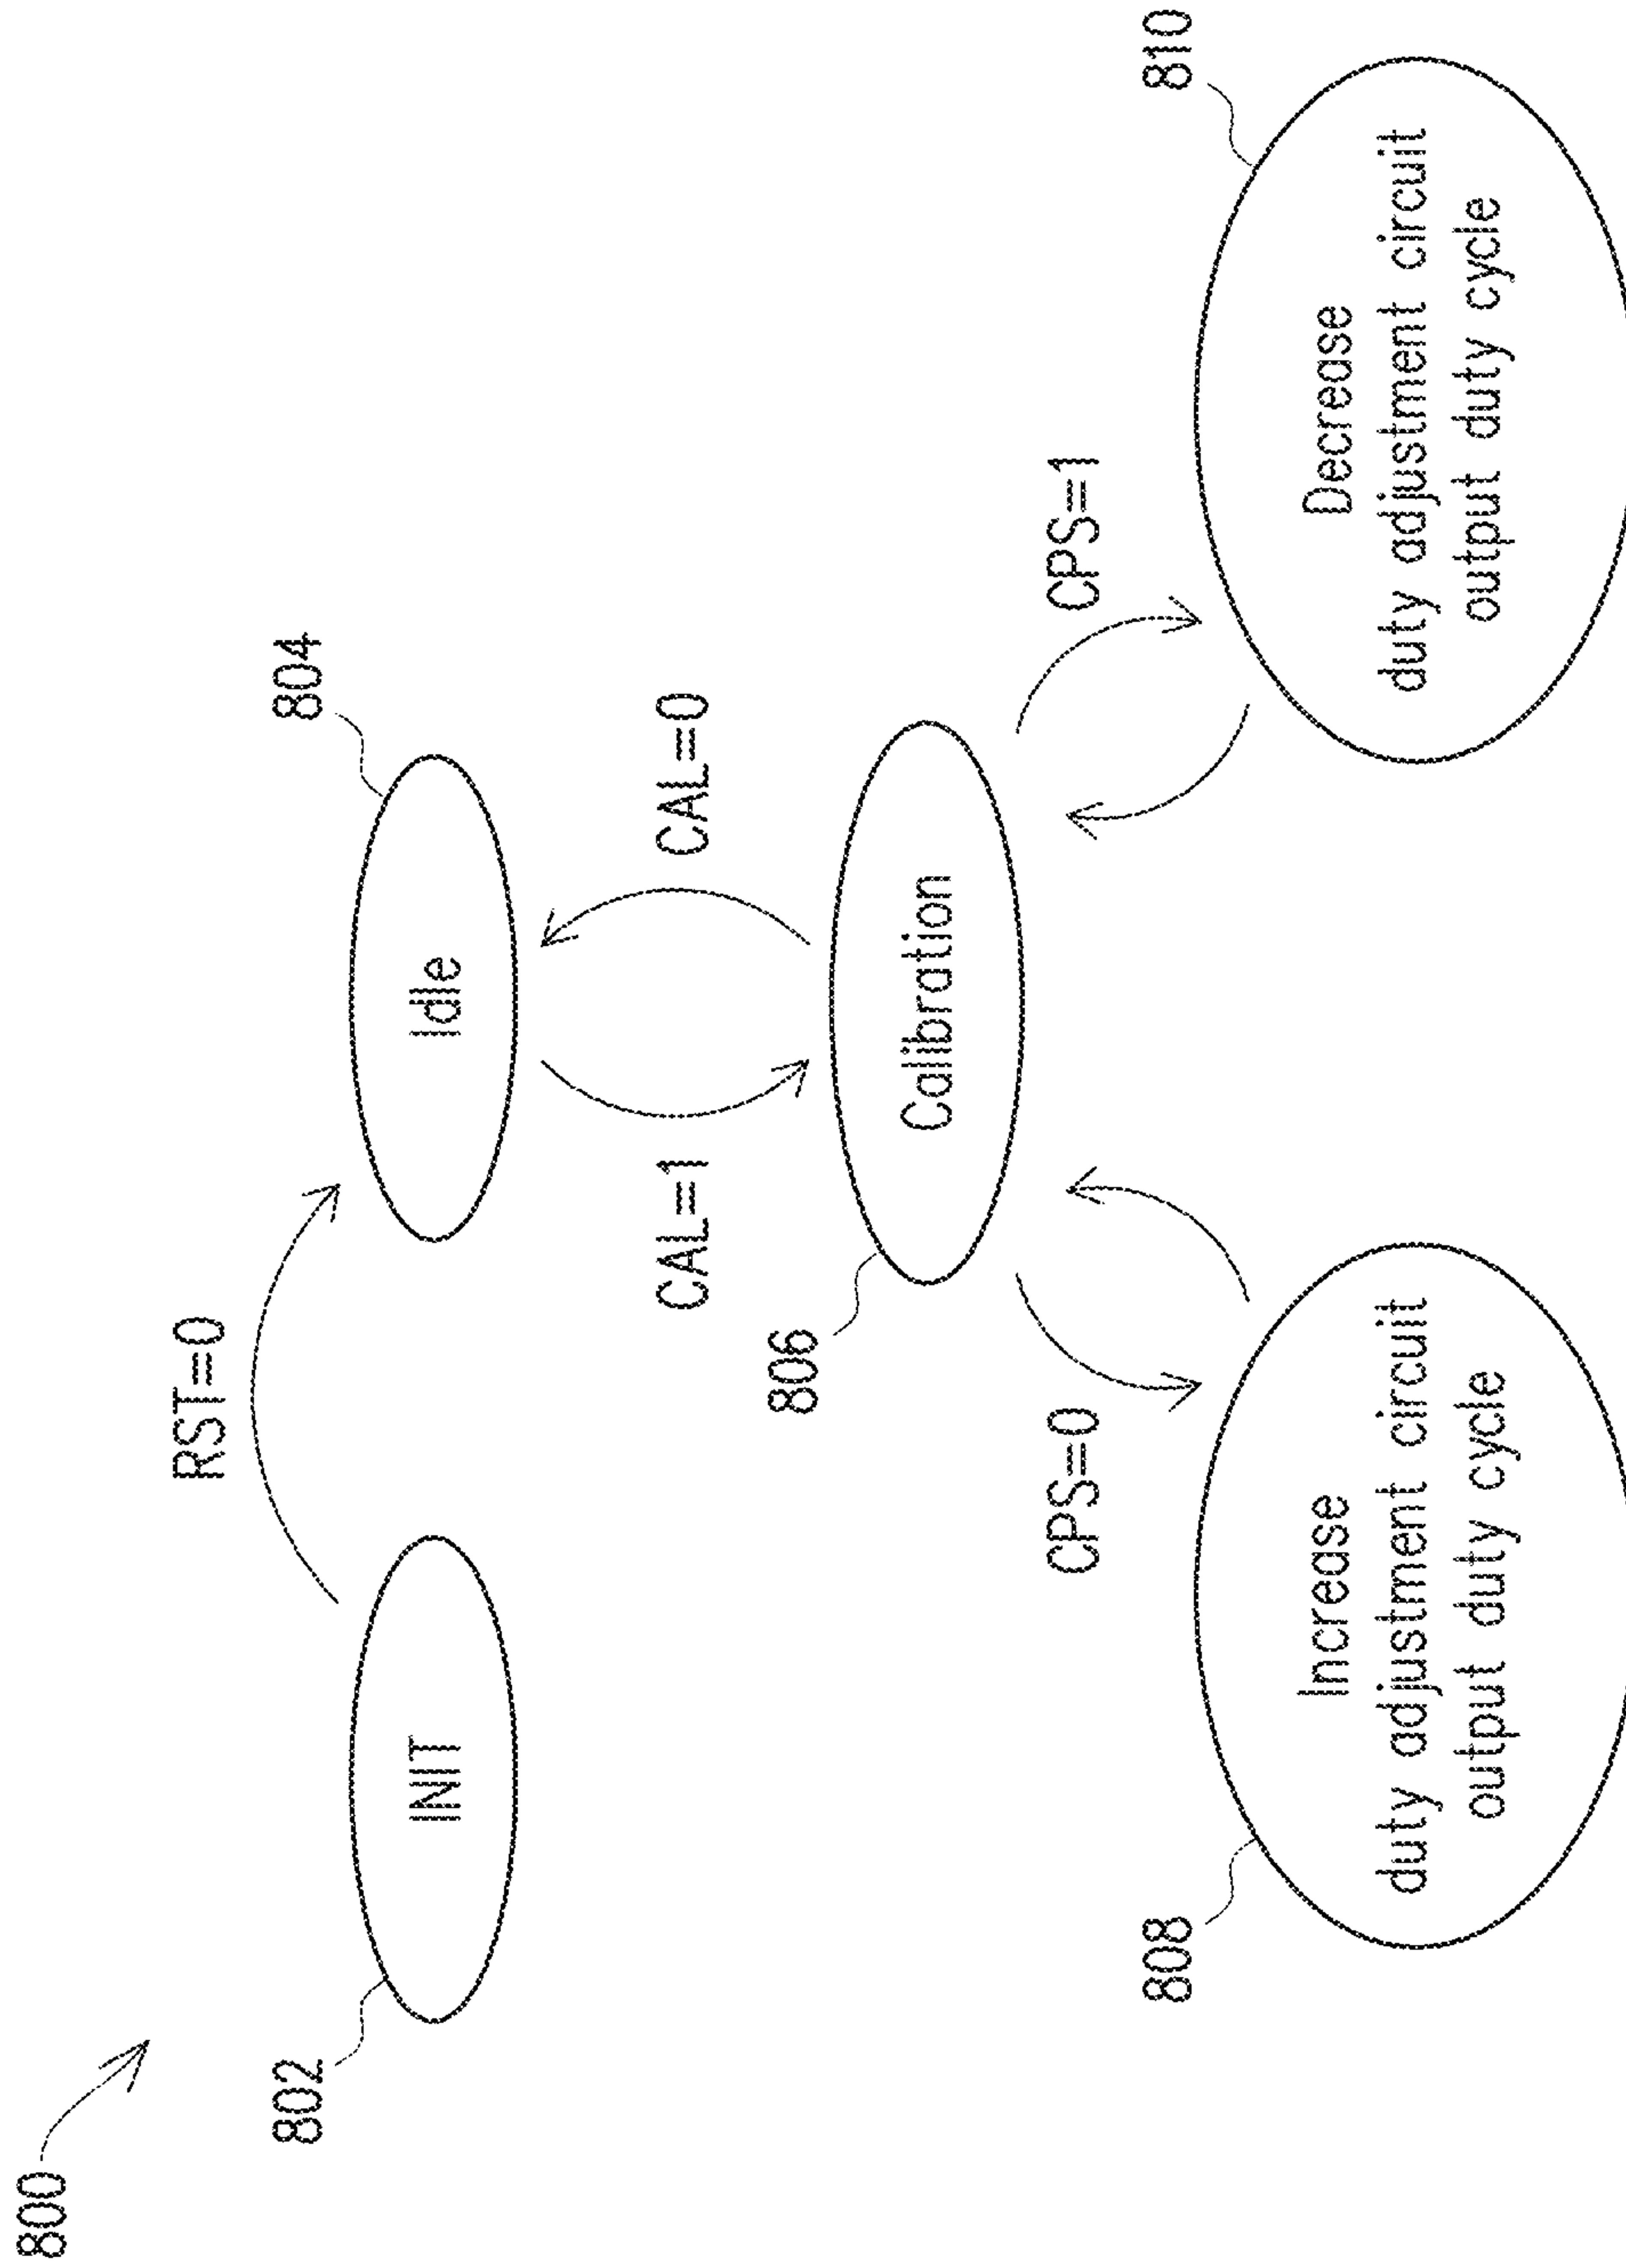 800
RST=0
802
804
INIT
Idle
CAL=1
CAL=0
806
Calibration
CPS=0
CPS=1
808
810
Increase
duty adjustment circuit
output duty cycle
Decrease
duty adjustment circuit
output duty cycle